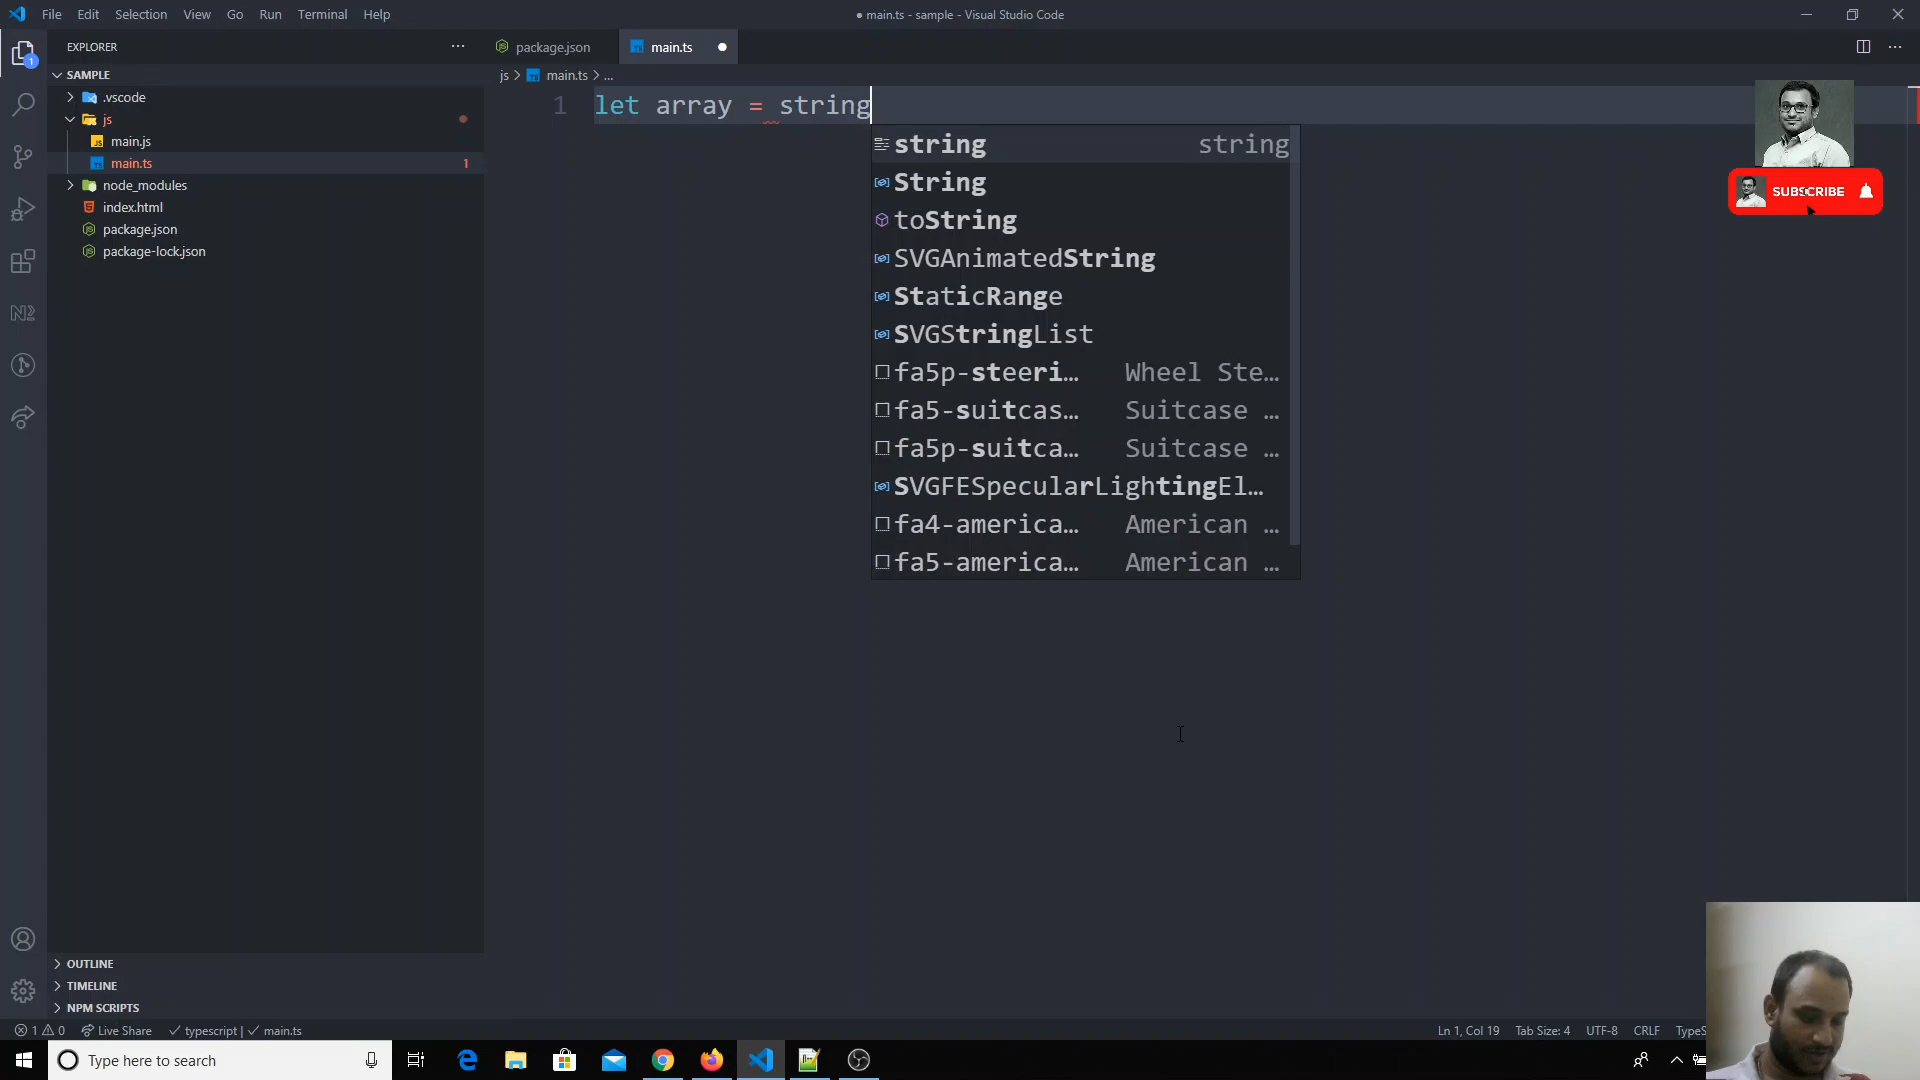 File Edit Selection View Go Run Terminal Help
● main.ts - sample - Visual Studio Code
EXPLORER
package.json
main.ts
SAMPLE
js > main.ts > ...
.vscode
js
main.js
main.ts 1
node_modules
index.html
package.json
package-lock.json
1 let array = string
string string
String
toString
SVGAnimatedString
StaticRange
SVGStringList
fa5p-steeri… Wheel Ste…
fa5-suitcas… Suitcase …
fa5p-suitca… Suitcase …
SVGFESpecularLightingEl…
fa4-america… American …
fa5-america… American …
SUBSCRIBE
1
OUTLINE
TIMELINE
NPM SCRIPTS
1 0 Live Share typescript | main.ts
Ln 1, Col 19 Tab Size: 4 UTF-8 CRLF TypeS
Type here to search